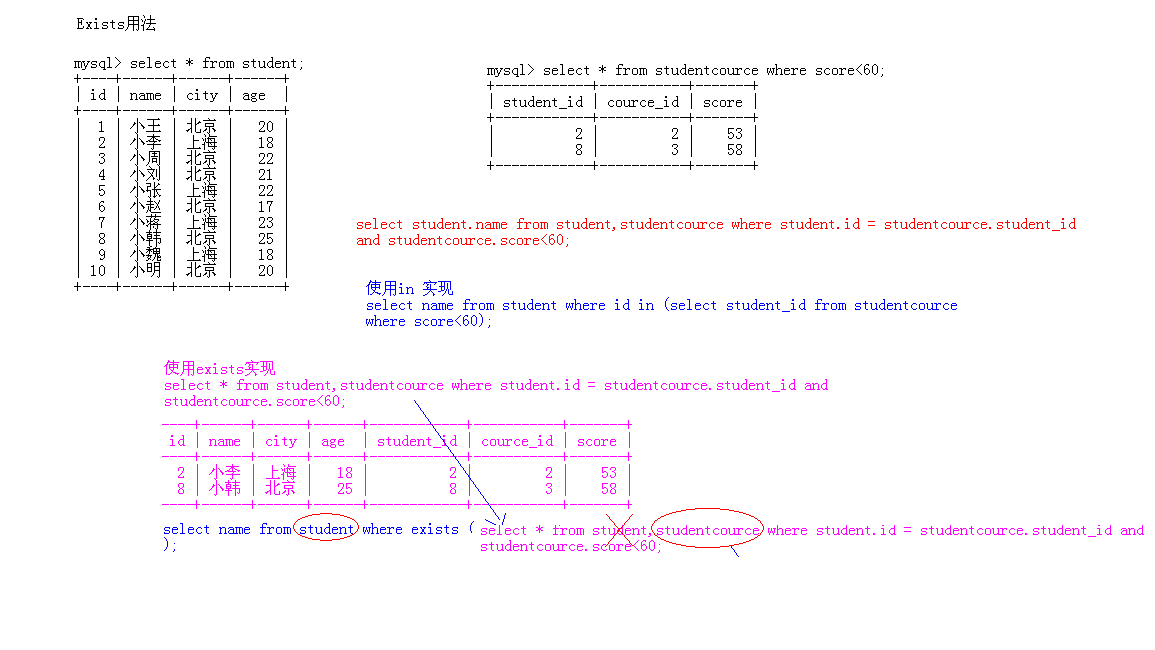 Exists用法
mysql> select * from student;
+----+------+------+------+
| id | name | city | age  |
+----+------+------+------+
|  1 | 小王 | 北京 |   20 |
|  2 | 小李 | 上海 |   18 |
|  3 | 小周 | 北京 |   22 |
|  4 | 小刘 | 北京 |   21 |
|  5 | 小张 | 上海 |   22 |
|  6 | 小赵 | 北京 |   17 |
|  7 | 小蒋 | 上海 |   23 |
|  8 | 小韩 | 北京 |   25 |
|  9 | 小魏 | 上海 |   18 |
| 10 | 小明 | 北京 |   20 |
+----+------+------+------+
mysql> select * from studentcource where score<60;
+------------+-----------+-------+
| student_id | cource_id | score |
+------------+-----------+-------+
|          2 |         2 |    53 |
|          8 |         3 |    58 |
+------------+-----------+-------+
select student.name from student,studentcource where student.id = studentcource.student_id
and studentcource.score<60;
使用in 实现
select name from student where id in (select student_id from studentcource
where score<60);
使用exists实现
select * from student,studentcource where student.id = studentcource.student_id and
studentcource.score<60;
----+------+------+------+------------+-----------+-------+
 id | name | city | age  | student_id | cource_id | score |
----+------+------+------+------------+-----------+-------+
  2 | 小李 | 上海 |   18 |          2 |         2 |    53 |
  8 | 小韩 | 北京 |   25 |          8 |         3 |    58 |
----+------+------+------+------------+-----------+-------+
select name from student where exists ( select * from student,studentcource where student.id = studentcource.student_id and
studentcource.score<60;
);